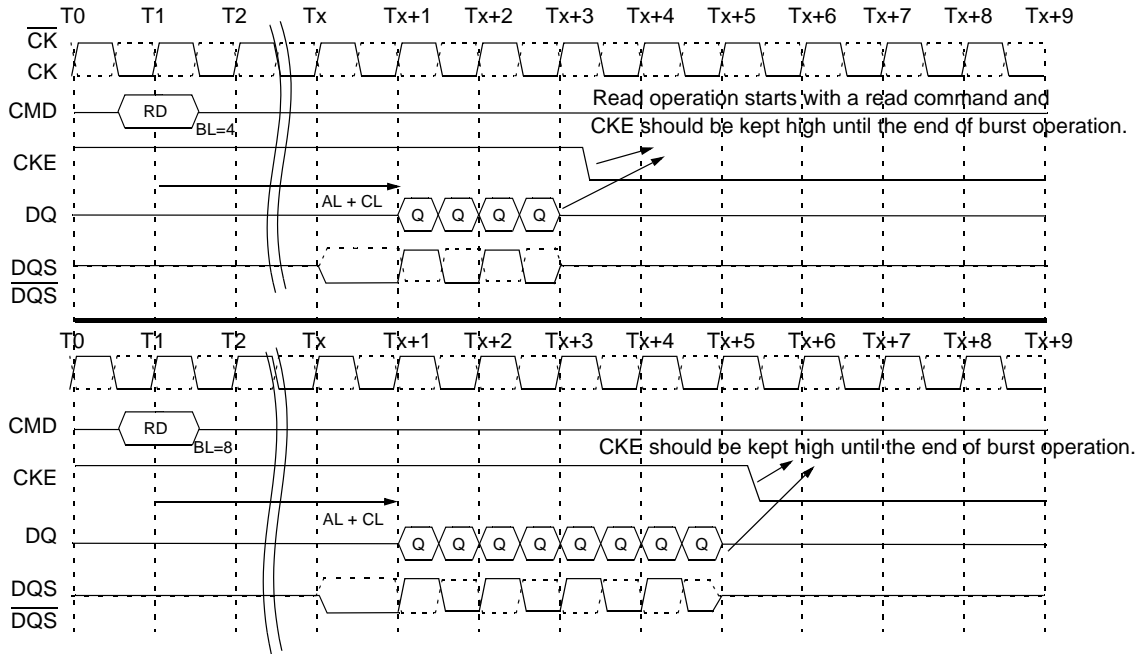 T0 T1 T2 Tx Tx+1 Tx+2 Tx+3 Tx+4 Tx+5 Tx+6 Tx+7 Tx+8 Tx+9
CK
CK
CMD RD BL=4
Read operation starts with a read command and
CKE should be kept high until the end of burst operation.
CKE
AL + CL
DQ Q Q Q Q
DQS
DQS
T0 T1 T2 Tx Tx+1 Tx+2 Tx+3 Tx+4 Tx+5 Tx+6 Tx+7 Tx+8 Tx+9
CMD RD BL=8
CKE should be kept high until the end of burst operation.
CKE
AL + CL
DQ Q Q Q Q Q Q Q Q
DQS
DQS